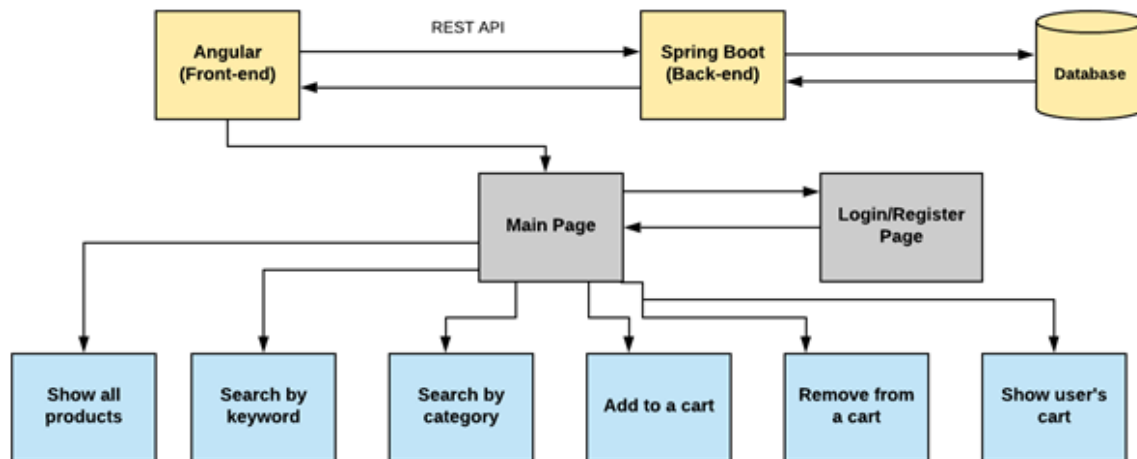 REST API
Angular
(Front-end)
Spring Boot
(Back-end)
Database
Main Page
Login/Register
Page
Show all
products
Search by
keyword
Search by
category
Add to a cart
Remove from
a cart
Show user's
cart